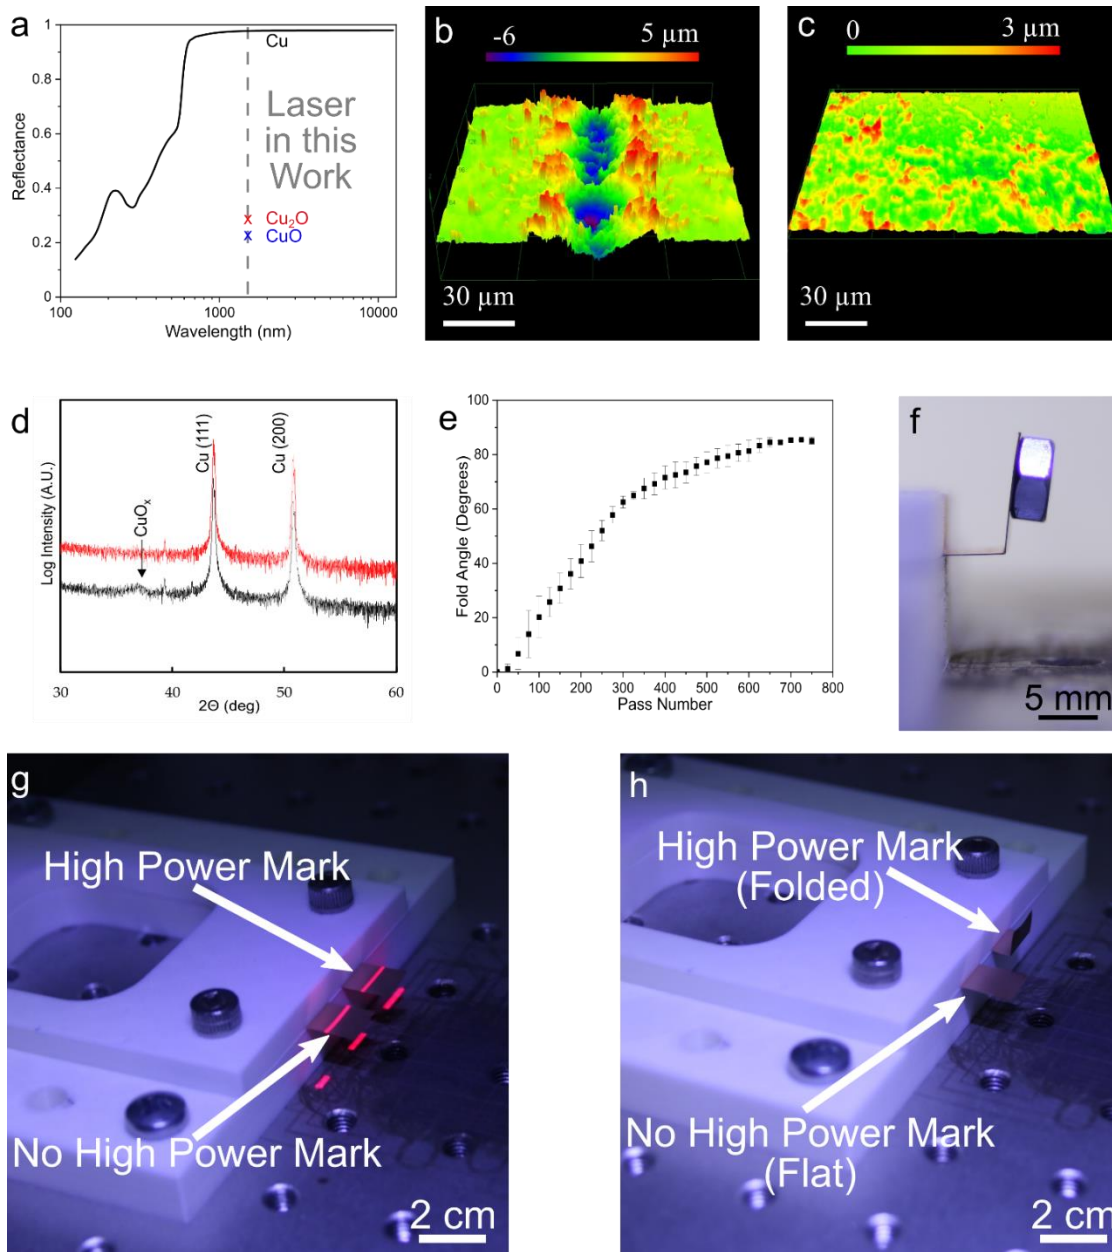 a
1
0.8
0.6
0.4
0.2
0
100
1000
10000
Reflectance
Wavelength (nm)
Cu
Laser
in this
Work
Cu₂O
CuO
b
-6 5 µm
30 µm
c
0 3 µm
30 µm
d
Log Intensity (A.U.)
CuOₓ
Cu (111)
Cu (200)
30 40 50 60
2Θ (deg)
e
100
80
60
40
20
0
Fold Angle (Degrees)
0 100 200 300 400 500 600 700 800
Pass Number
f
5 mm
g
High Power Mark
No High Power Mark
2 cm
h
High Power Mark
(Folded)
No High Power Mark
(Flat)
2 cm